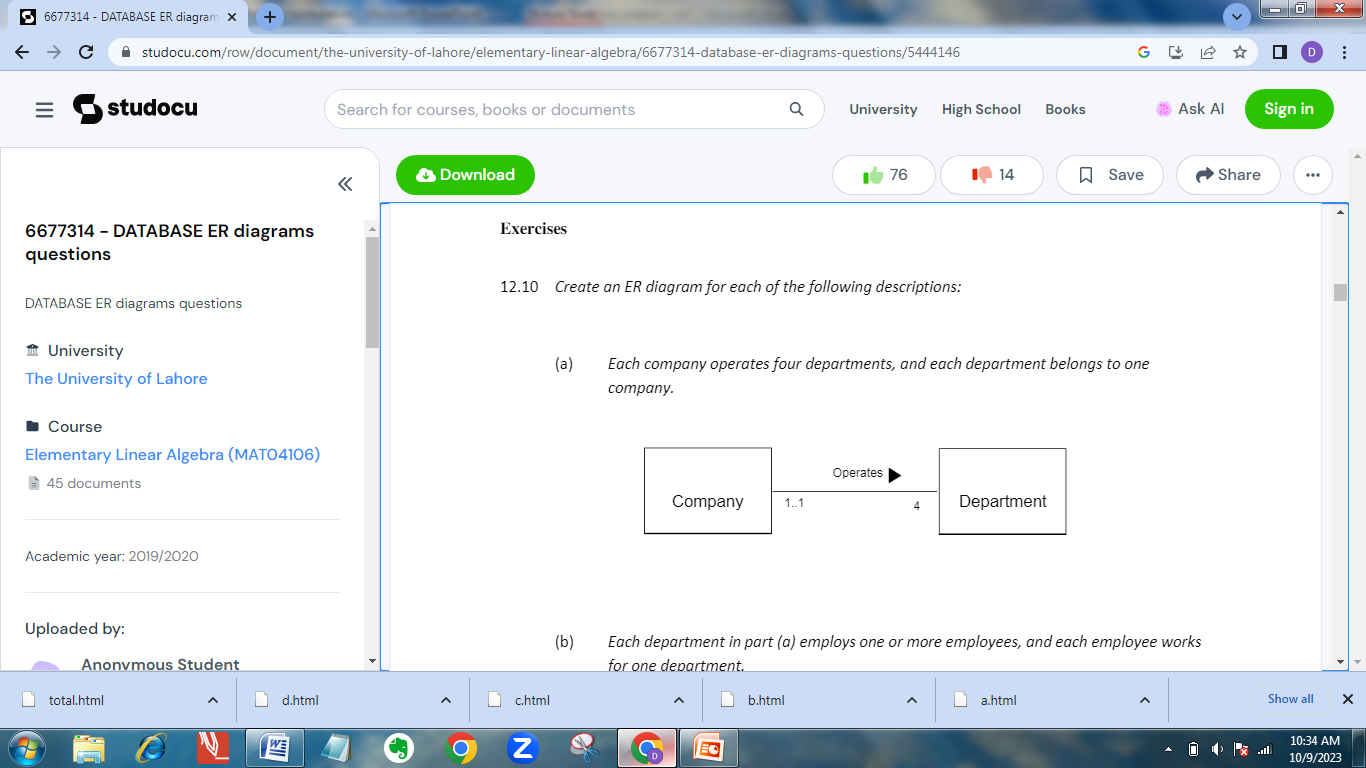 6677314 - DATABASE ER diagram
studocu.com/row/document/the-university-of-lahore/elementary-linear-algebra/6677314-database-er-diagrams-questions/5444146
D
studocu
Search for courses, books or documents
University
High School
Books
Ask AI
Sign in
Download
76
14
Save
Share
6677314 - DATABASE ER diagrams
questions
DATABASE ER diagrams questions
University
The University of Lahore
Course
Elementary Linear Algebra (MAT04106)
45 documents
Academic year: 2019/2020
Uploaded by:
Anonymous Student
Exercises
12.10 Create an ER diagram for each of the following descriptions:
(a) Each company operates four departments, and each department belongs to one
company.
Operates
Company
1..1
4
Department
(b) Each department in part (a) employs one or more employees, and each employee works
for one department.
total.html
d.html
c.html
b.html
a.html
Show all
10:34 AM
10/9/2023